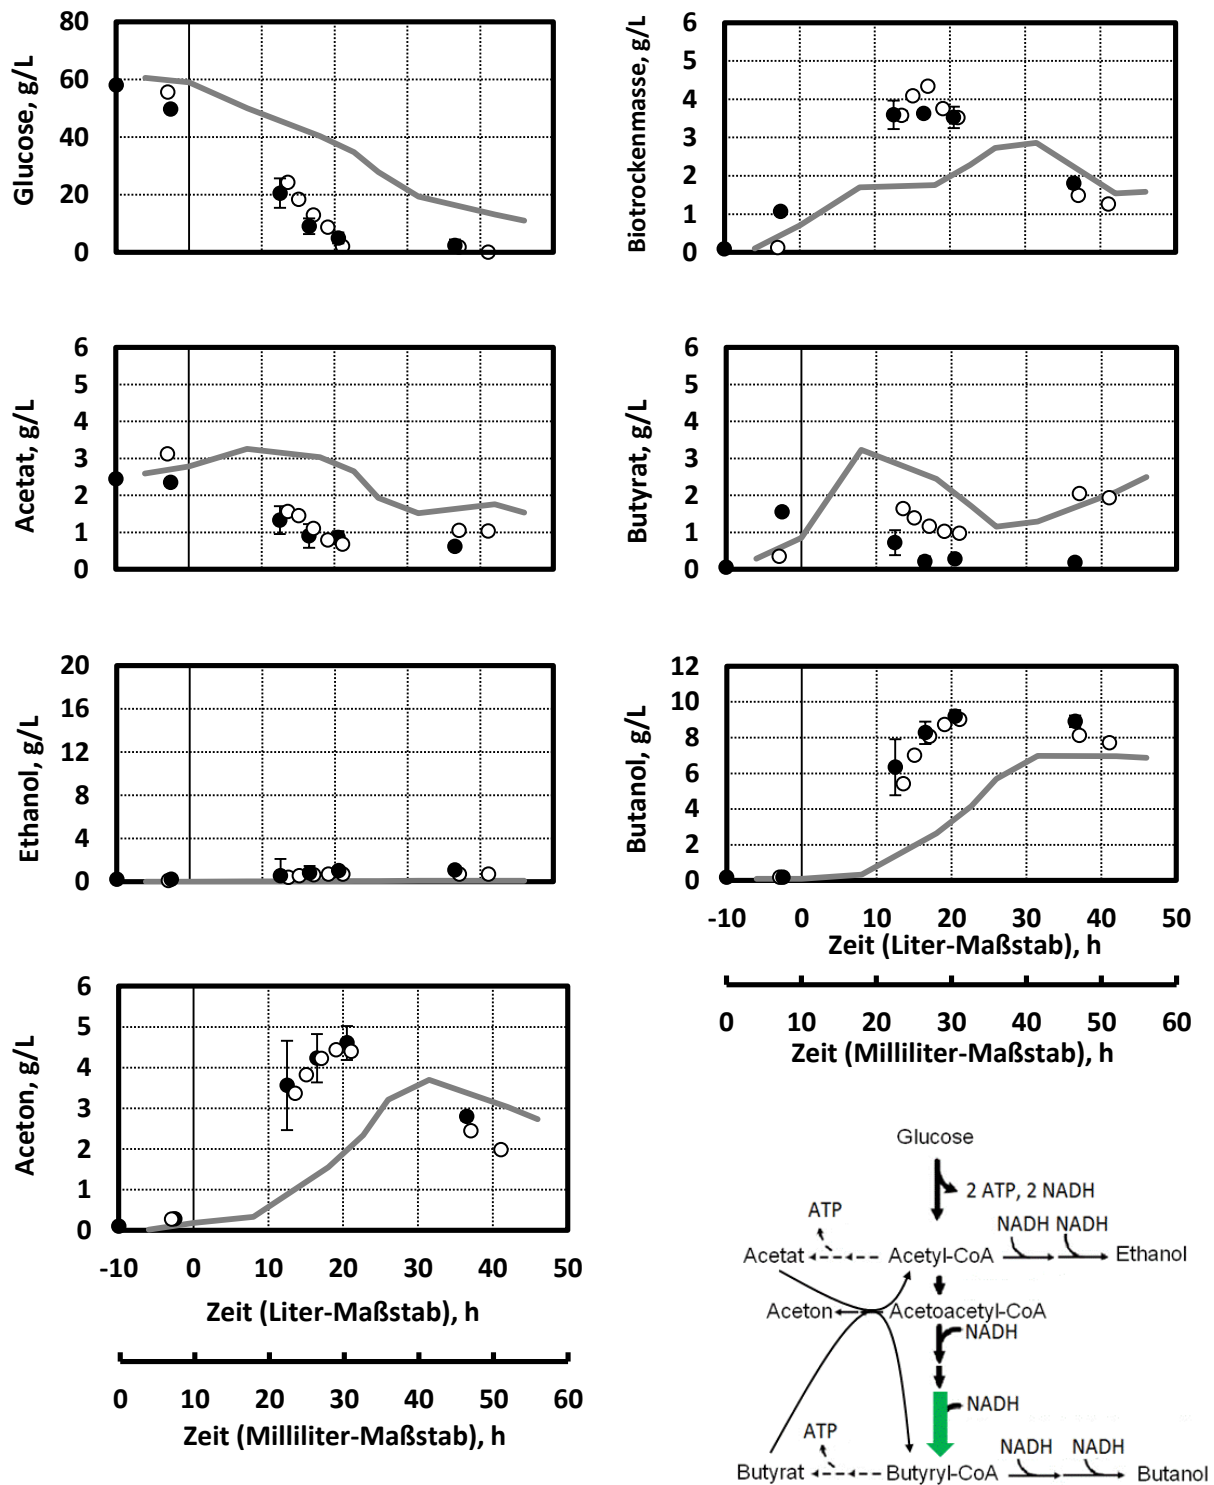 Glucose, g/L
80
60
40
20
0
Biotrockenmasse, g/L
6
5
4
3
2
1
0
Acetat, g/L
6
5
4
3
2
1
0
Butyrat, g/L
6
5
4
3
2
1
0
Ethanol, g/L
20
16
12
8
4
0
Butanol, g/L
12
10
8
6
4
2
0
-10 0 10 20 30 40 50
Zeit (Liter-Maßstab), h
0 10 20 30 40 50 60
Zeit (Milliliter-Maßstab), h
Aceton, g/L
6
5
4
3
2
1
0
-10 0 10 20 30 40 50
Zeit (Liter-Maßstab), h
0 10 20 30 40 50 60
Zeit (Milliliter-Maßstab), h
Glucose
2 ATP, 2 NADH
ATP
NADH NADH
Acetat Acetyl-CoA Ethanol
Aceton Acetoacetyl-CoA
NADH
NADH
ATP
NADH NADH
Butyrat Butyryl-CoA Butanol